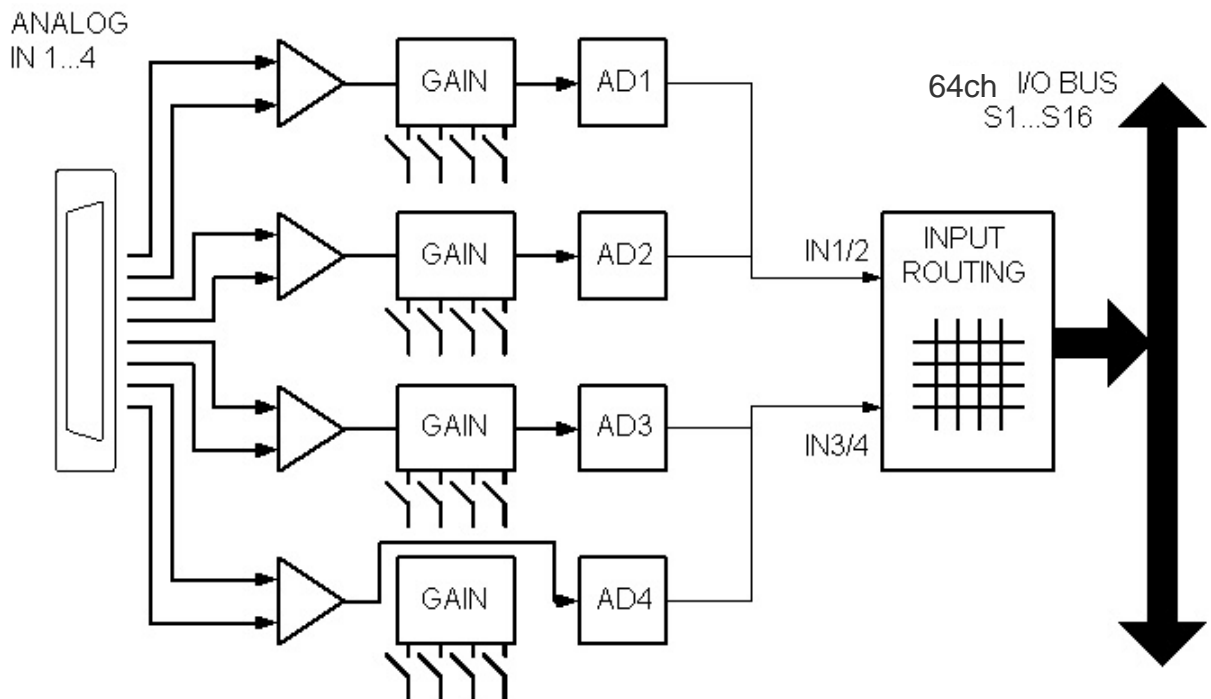 ANALOG
IN 1...4
GAIN
AD1
64ch I/O BUS
S1...S16
GAIN
AD2
IN1/2
INPUT
ROUTING
GAIN
AD3
IN3/4
GAIN
AD4